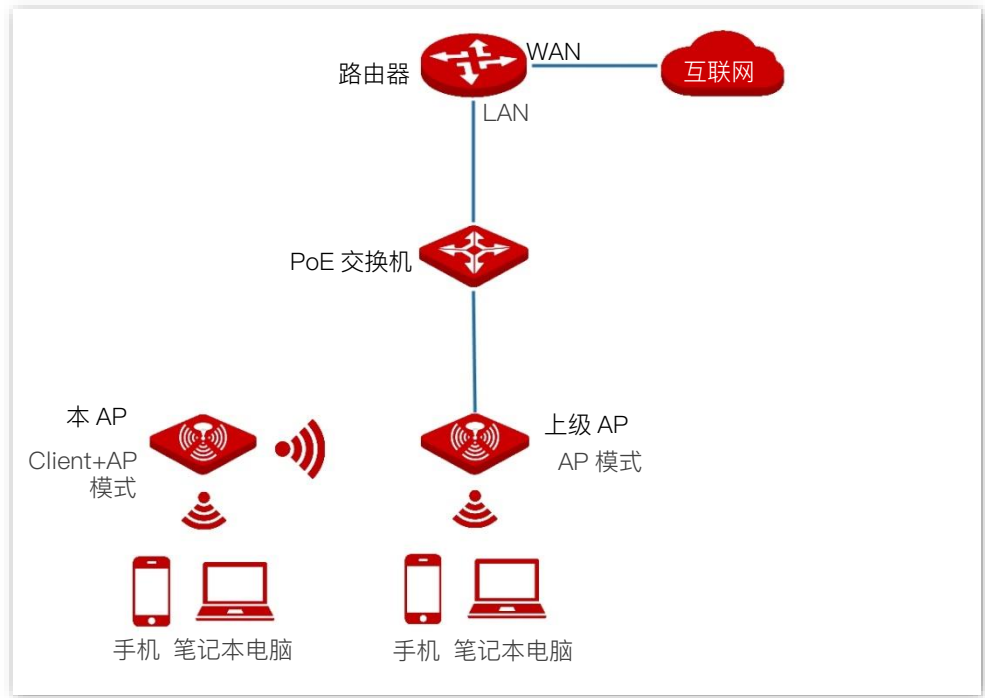 WAN
路由器
互联网
LAN
PoE 交换机
本 AP
上级 AP
Client+AP
模式
AP 模式
手机 笔记本电脑
手机 笔记本电脑